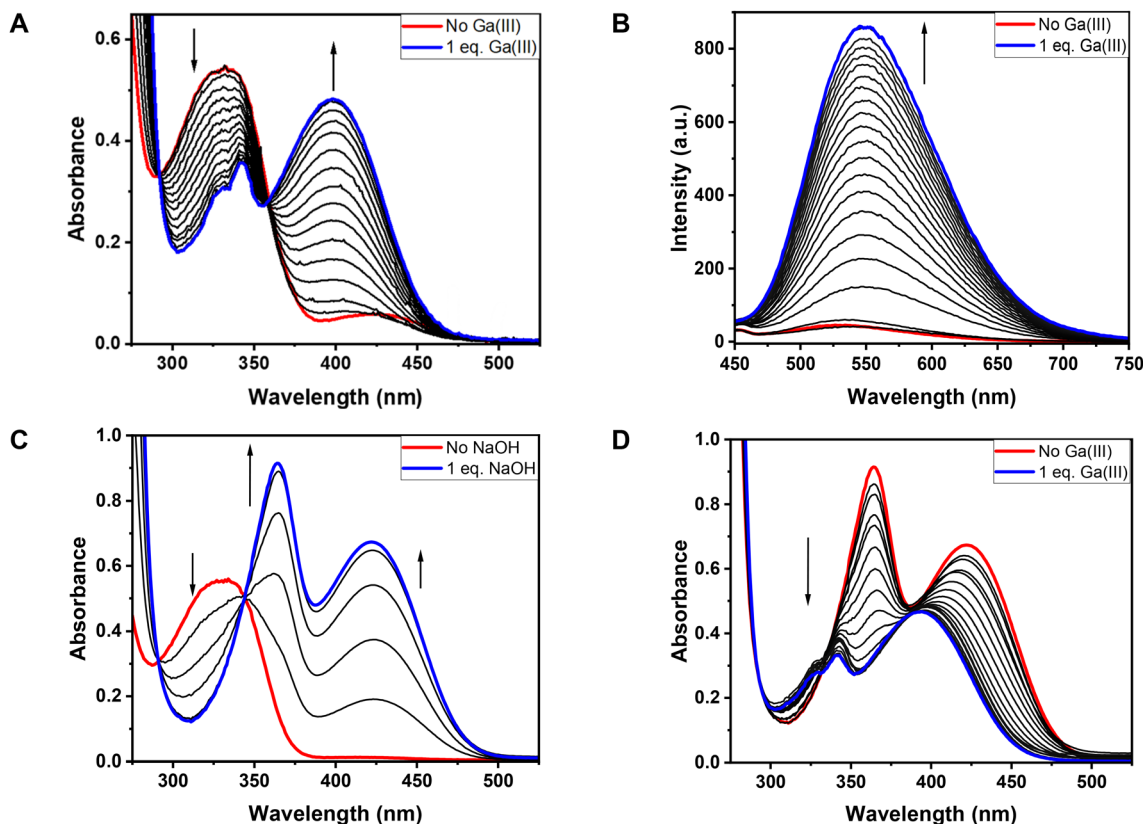 A
No Ga(III)
1 eq. Ga(III)
0.6
0.4
0.2
0.0
Absorbance
300 350 400 450 500
Wavelength (nm)
B
No Ga(III)
1 eq. Ga(III)
900
800
700
600
500
400
300
200
100
0
Intensity (a.u.)
450 500 550 600 650 700 750
Wavelength (nm)
C
No NaOH
1 eq. NaOH
1.0
0.8
0.6
0.4
0.2
0.0
Absorbance
300 350 400 450 500
Wavelength (nm)
D
No Ga(III)
1 eq. Ga(III)
1.0
0.8
0.6
0.4
0.2
0.0
Absorbance
300 350 400 450 500
Wavelength (nm)